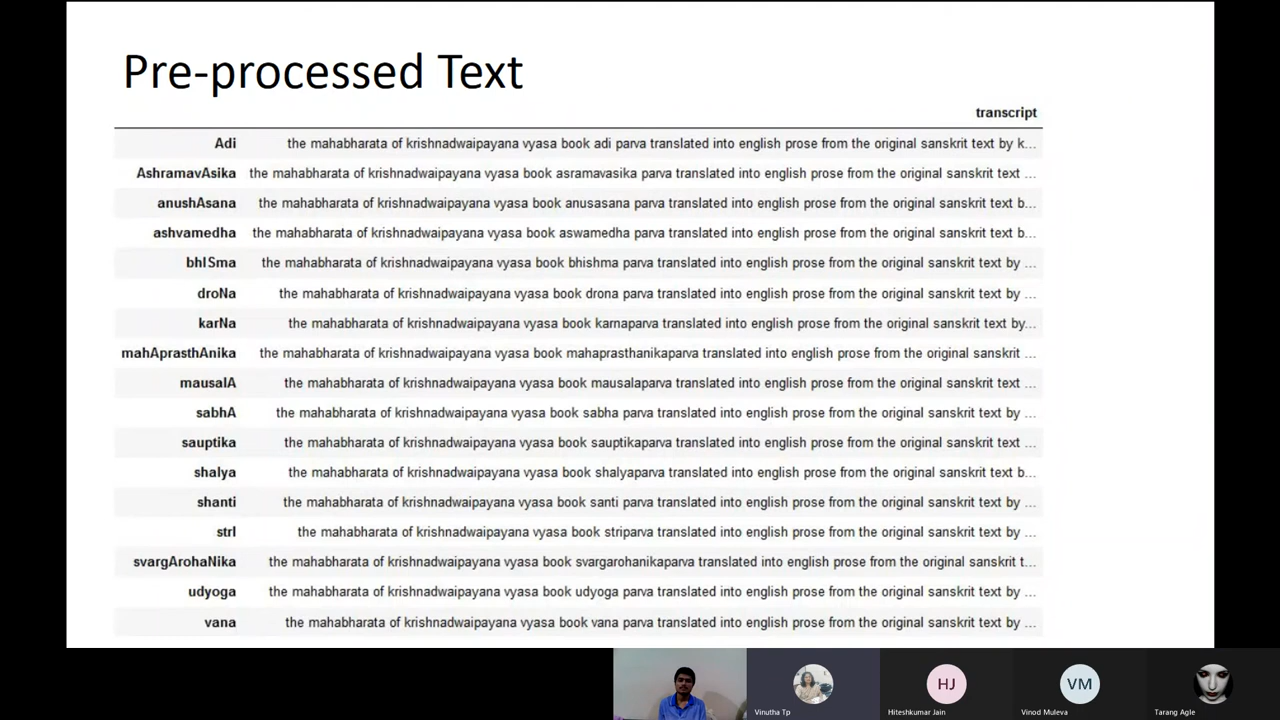 Pre-processed Text
transcript
Adi the mahabharata of krishnadwaipayana vyasa book adi parva translated into english prose from the original sanskrit text by k...
AshramavAsika the mahabharata of krishnadwaipayana vyasa book asramavasika parva translated into english prose from the original sanskrit text ...
anushAsana the mahabharata of krishnadwaipayana vyasa book anusasana parva translated into english prose from the original sanskrit text b...
ashvamedha the mahabharata of krishnadwaipayana vyasa book aswamedha parva translated into english prose from the original sanskrit text b...
bhISma the mahabharata of krishnadwaipayana vyasa book bhishma parva translated into english prose from the original sanskrit text by ...
droNa the mahabharata of krishnadwaipayana vyasa book drona parva translated into english prose from the original sanskrit text by ...
karNa the mahabharata of krishnadwaipayana vyasa book karnaparva translated into english prose from the original sanskrit text by...
mahAprasthAnika the mahabharata of krishnadwaipayana vyasa book mahaprasthanikaparva translated into english prose from the original sanskrit ...
mausalA the mahabharata of krishnadwaipayana vyasa book mausalaparva translated into english prose from the original sanskrit text ...
sabhA the mahabharata of krishnadwaipayana vyasa book sabha parva translated into english prose from the original sanskrit text by ...
sauptika the mahabharata of krishnadwaipayana vyasa book sauptikaparva translated into english prose from the original sanskrit text ...
shalya the mahabharata of krishnadwaipayana vyasa book shalyaparva translated into english prose from the original sanskrit text b...
shanti the mahabharata of krishnadwaipayana vyasa book santi parva translated into english prose from the original sanskrit text by ...
strI the mahabharata of krishnadwaipayana vyasa book striparva translated into english prose from the original sanskrit text by ...
svargArohaNika the mahabharata of krishnadwaipayana vyasa book svargarohanikaparva translated into english prose from the original sanskrit t...
udyoga the mahabharata of krishnadwaipayana vyasa book udyoga parva translated into english prose from the original sanskrit text by ...
vana the mahabharata of krishnadwaipayana vyasa book vana parva translated into english prose from the original sanskrit text by ...
HJ VM
Vinutha Tp Hiteshkumar Jain Vinod Muleva Tarang Agle